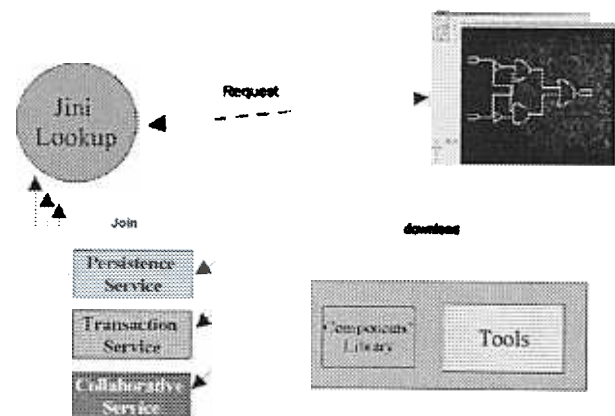 Jini
Lookup
Request
Join
download
Persistence
Service
Transaction
Service
Collaborative
Service
Components'
Library
Tools